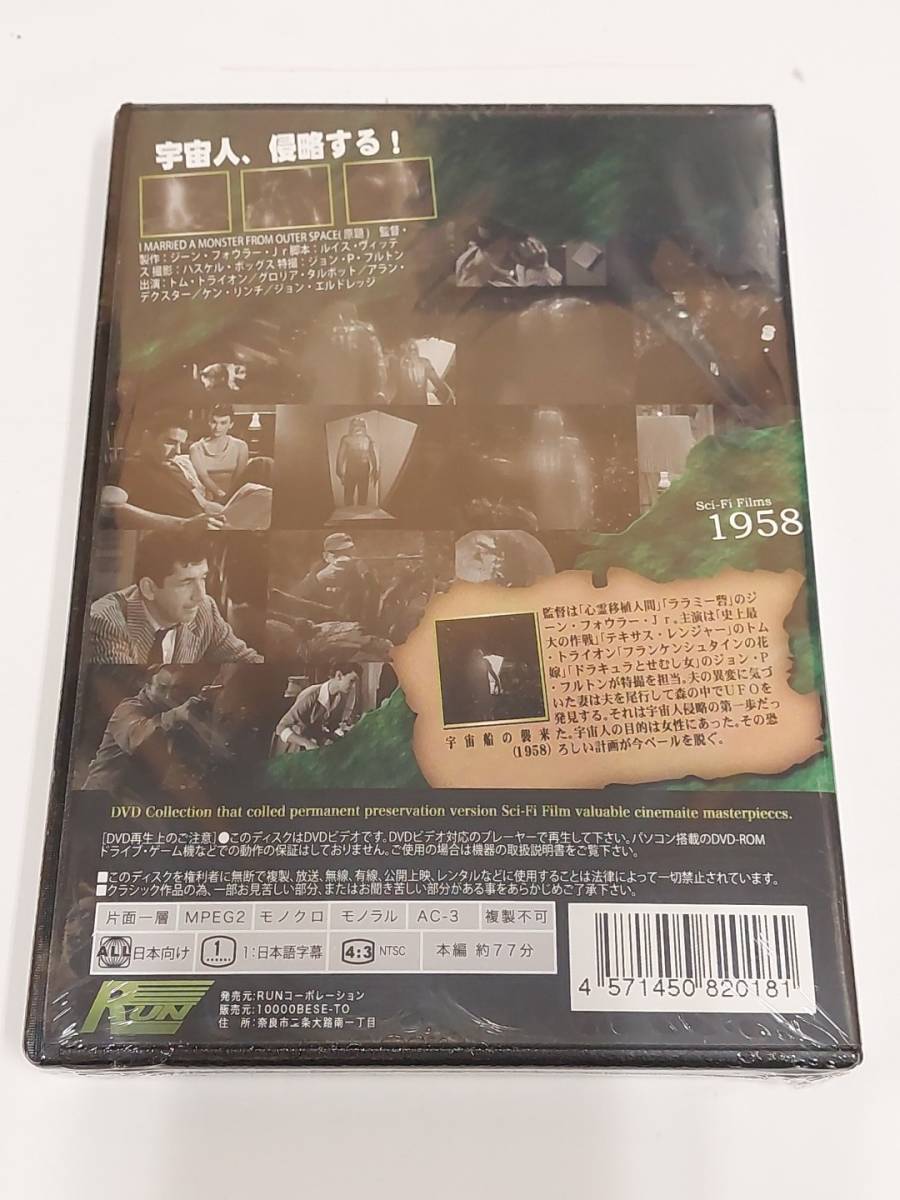 宇宙人、侵略する!
I MARRIED A MONSTER FROM OUTER SPACE(原題) 監督・
製作:ジーン・フォウラー・Jr脚本:ルイス・ヴィッテ
ス 撮影:ハスケル・ボッグス 特撮:ジョン・P・フルトン
出演:トム・トライオン/グロリア・タルボット/アラン・
デクスター/ケン・リンチ/ジョン・エルドレッジ
Sci-Fi Films
1958
監督は「心霊移植人間」「ララミー砦」のジ
ーン・フォウラー・Jr。主演は「史上最
大の作戦」「テキサス・レンジャー」のトム
・トライオン「フランケンシュタインの花
嫁」「ドラキュラとせむし女」のジョン・P
・フルトンが特撮を担当。夫の異変に気づ
いた妻は夫を尾行して森の中でUFOを
発見する。それは宇宙人侵略の第一歩だっ
た。宇宙人の目的は女性にあった。その恐
ろしい計画が今ベールを脱ぐ。
宇宙船の襲来
(1958)
DVD Collection that colled permanent preservation version Sci-Fi Film valuable cinemaite masterpieccs.
[DVD再生上のご注意]●このディスクはDVDビデオです。DVDビデオ対応のプレーヤーで再生して下さい。パソコン搭載のDVD-ROM
ドライブ・ゲーム機などでの動作の保証はしておりません。ご使用の場合は機器の取扱説明書をご覧下さい。
■このディスクを権利者に無断で複製、放送、無線、有線、公開上映、レンタルなどに使用することは法律によって一切禁止されています。
■クラシック作品の為、一部お見苦しい部分、またはお聞き苦しい部分がある事をあらかじめご了承下さい。
片面一層 MPEG2 モノクロ モノラル AC-3 複製不可
ALL 日本向け 1 1:日本語字幕 4:3 NTSC 本編 約77分
4 571450 820181
RUN
発売元:RUNコーポレーション
販売元:10000BESE-TO
住 所:奈良市二条大路南一丁目